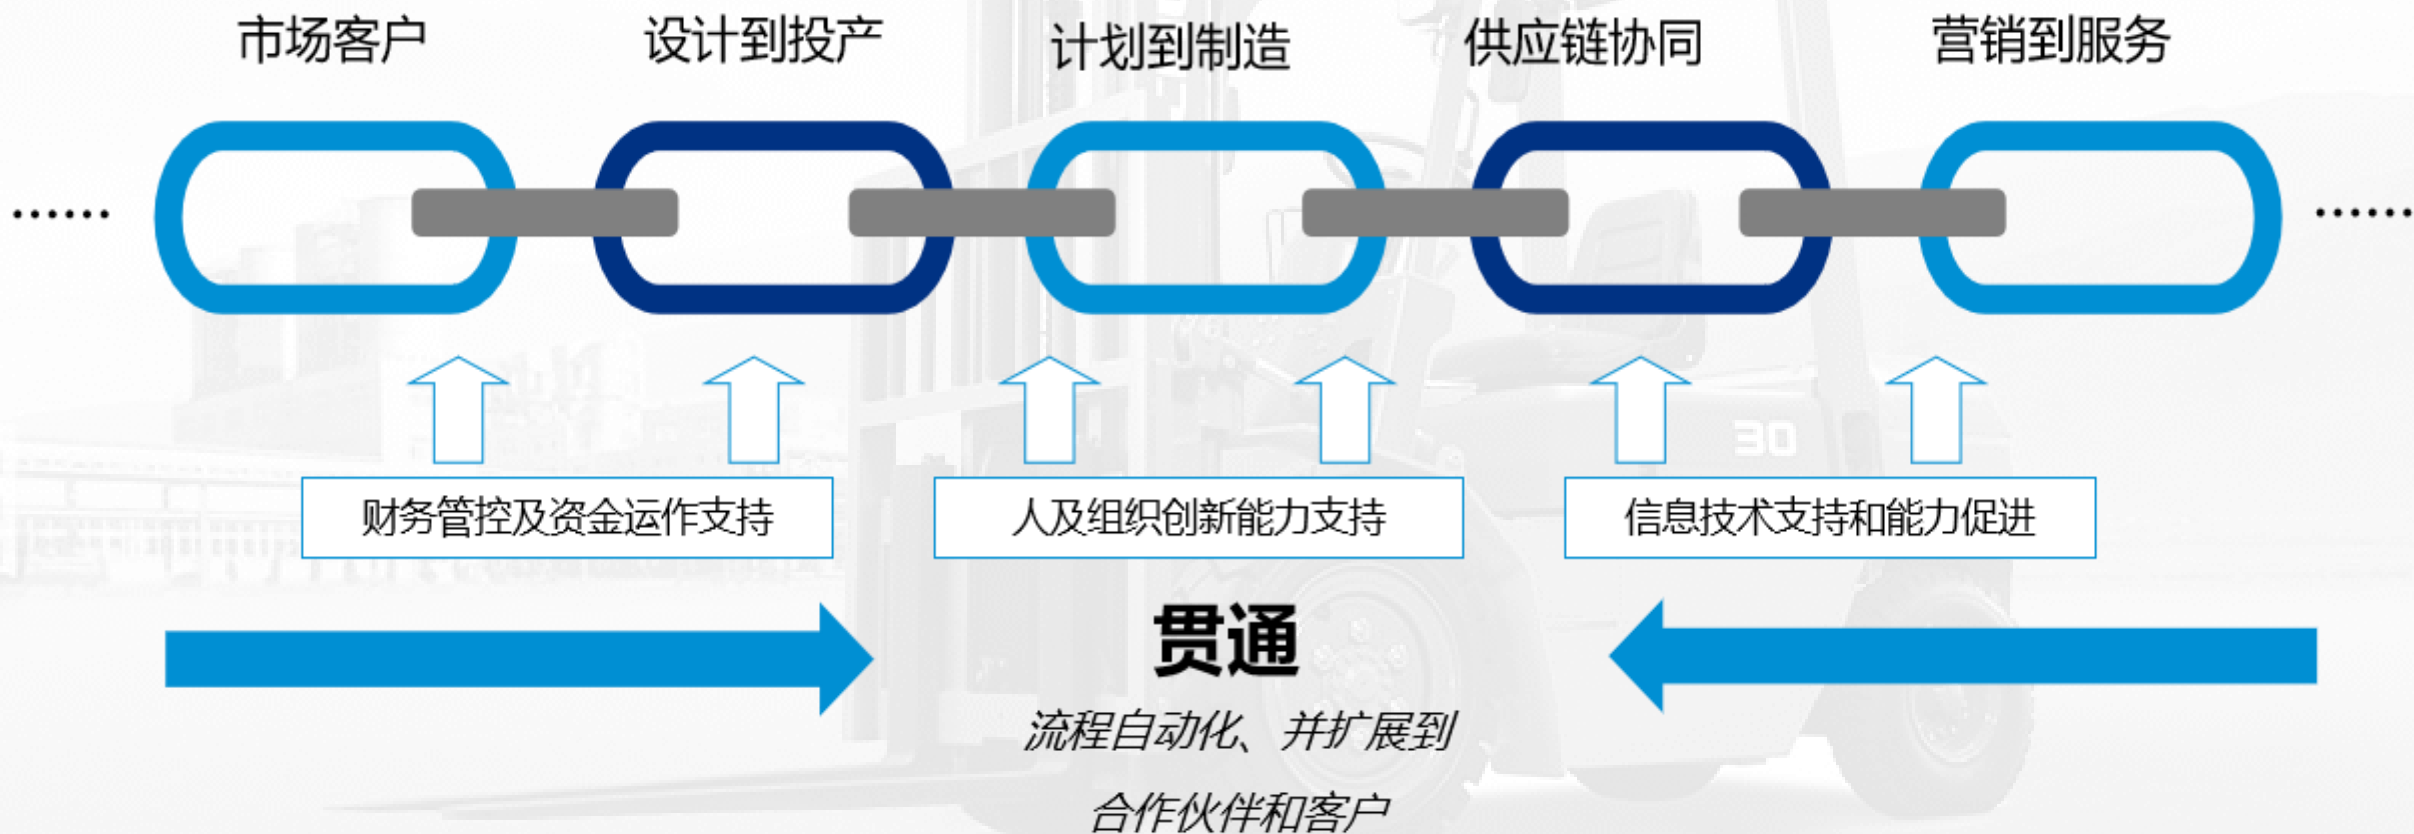 市场客户
设计到投产
计划到制造
供应链协同
营销到服务
……
……
财务管控及资金运作支持
人及组织创新能力支持
信息技术支持和能力促进
30
贯通
流程自动化、并扩展到
合作伙伴和客户